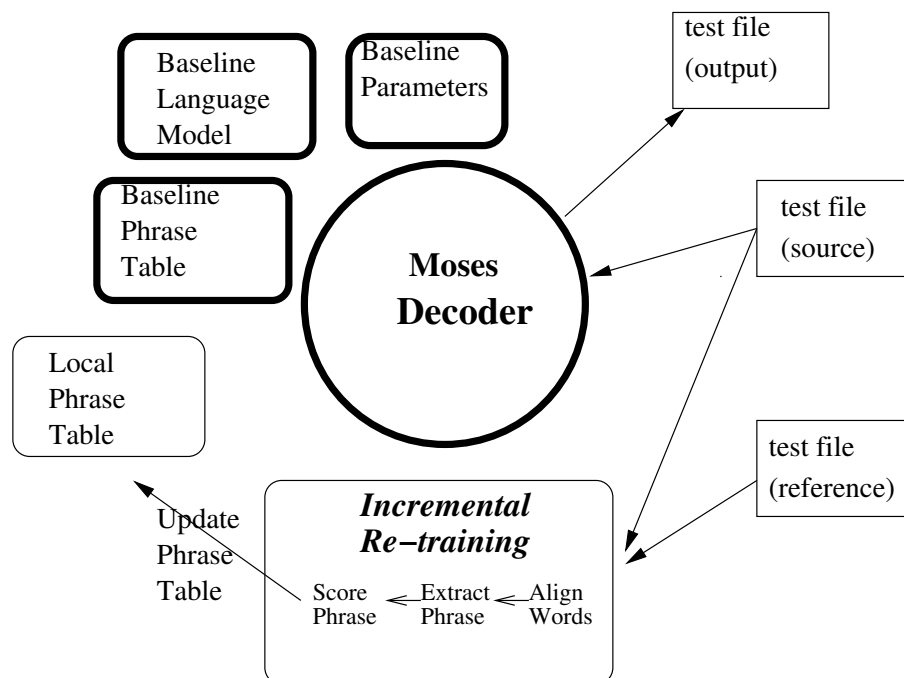 Baseline
Language
Model
Baseline
Parameters
test file
(output)
Baseline
Phrase
Table
Moses
Decoder
test file
(source)
Local
Phrase
Table
test file
(reference)
Update
Phrase
Table
Incremental
Re-training
Score
Phrase
Extract
Phrase
Align
Words